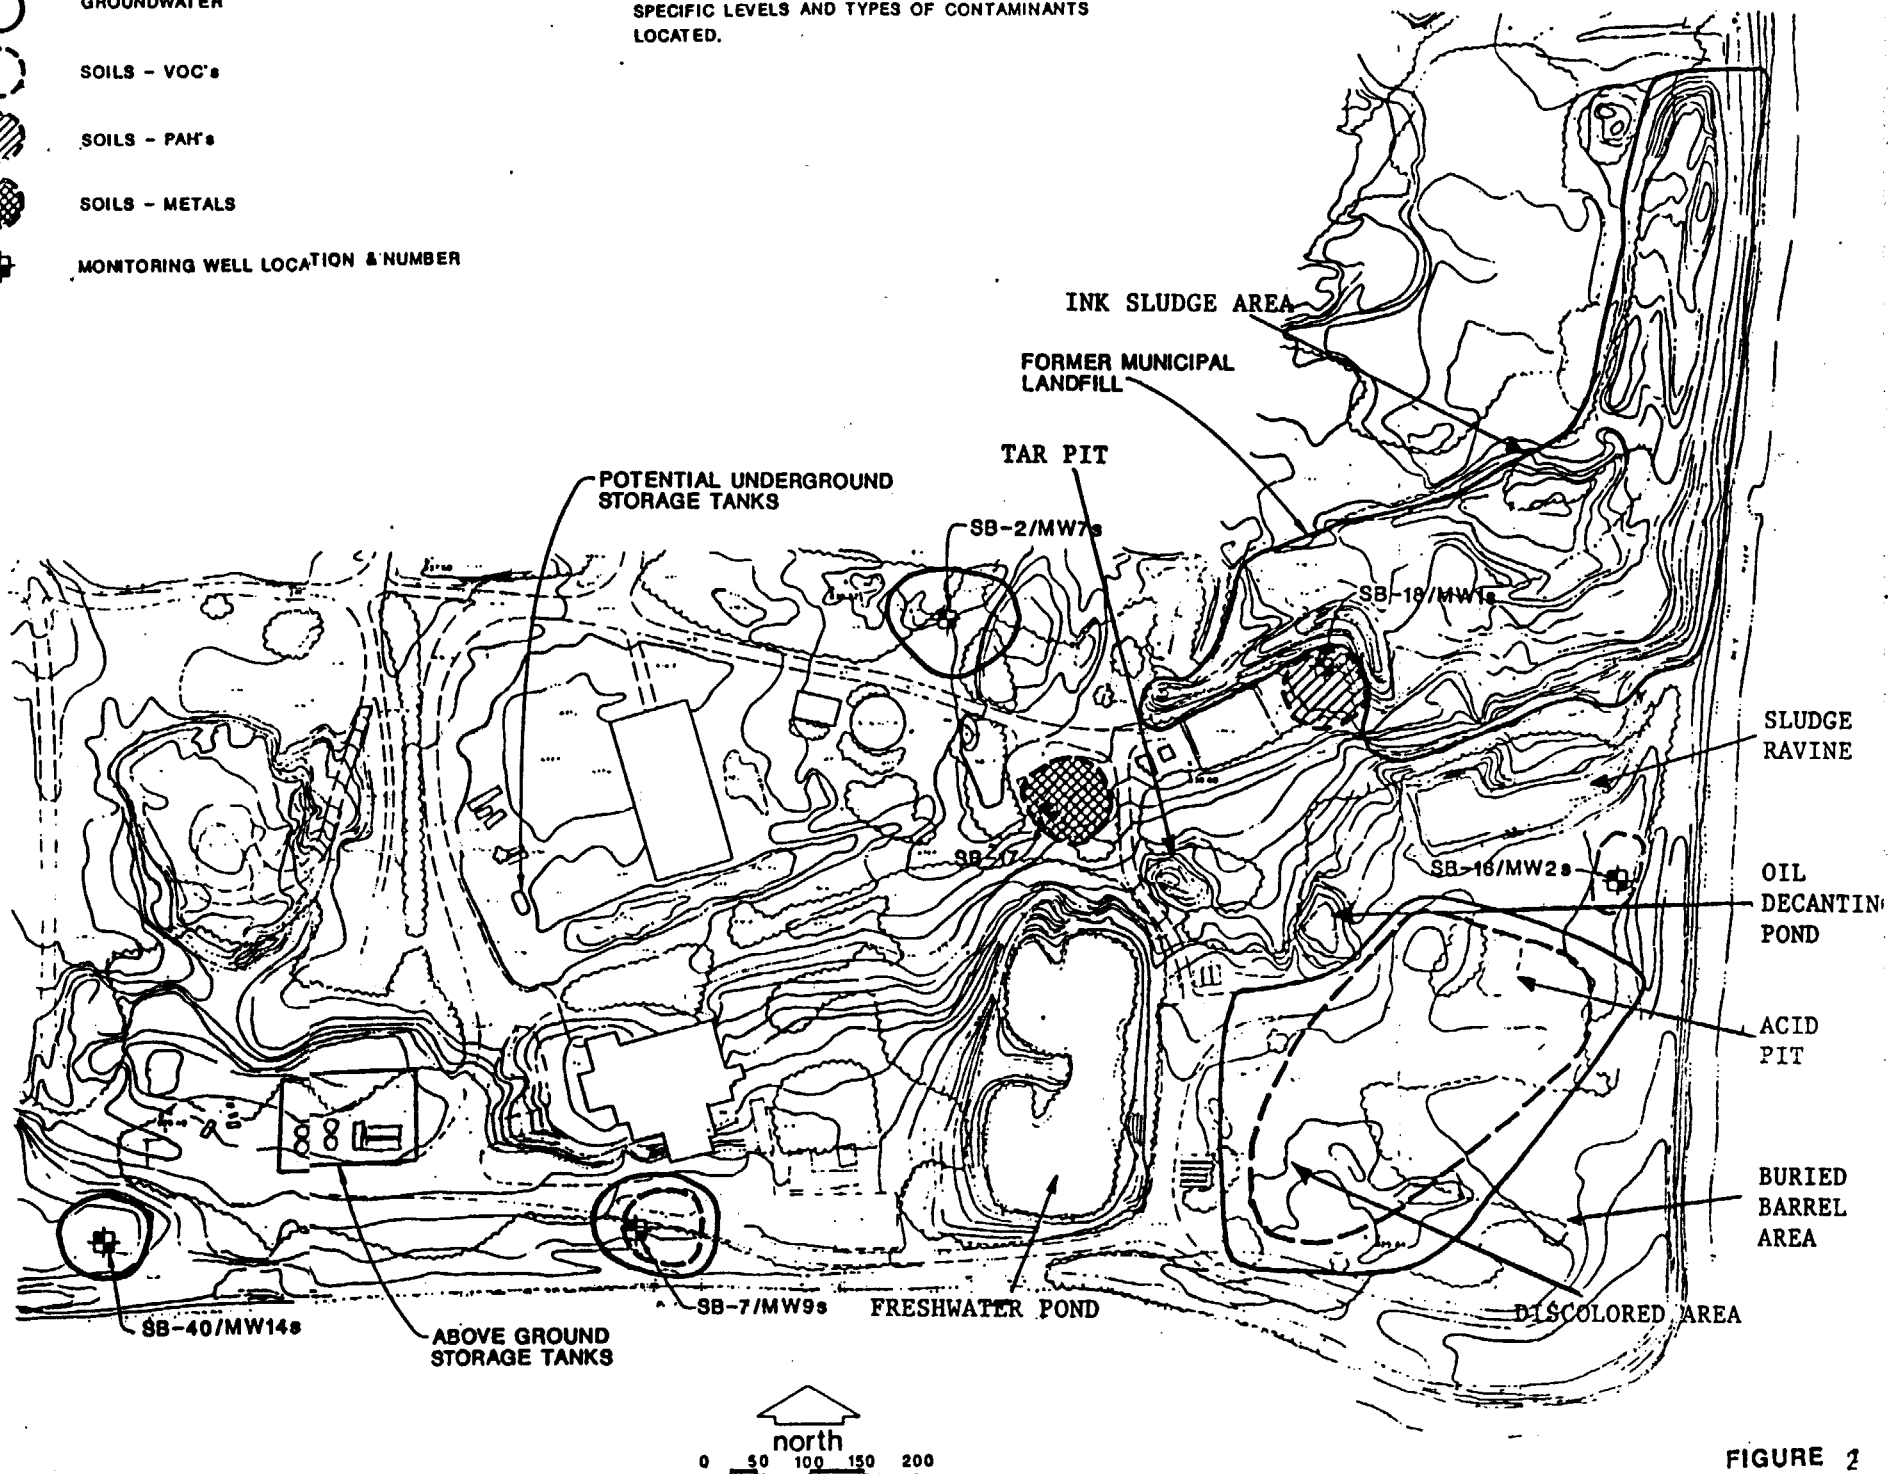 GROUNDWATER
SPECIFIC LEVELS AND TYPES OF CONTAMINANTS
LOCATED.
SOILS - VOC's
SOILS - PAH's
SOILS - METALS
MONITORING WELL LOCATION & NUMBER
INK SLUDGE AREA
FORMER MUNICIPAL
LANDFILL
TAR PIT
POTENTIAL UNDERGROUND
STORAGE TANKS
SB-2/MW7s
SB-18/MW1s
SLUDGE
RAVINE
SB-17
SB-16/MW2s
OIL
DECANTIN
POND
ACID
PIT
BURIED
BARREL
AREA
SB-7/MW9s
FRESHWATER POND
DISCOLORED AREA
SB-40/MW14s
ABOVE GROUND
STORAGE TANKS
north
0 50 100 150 200
FIGURE 2